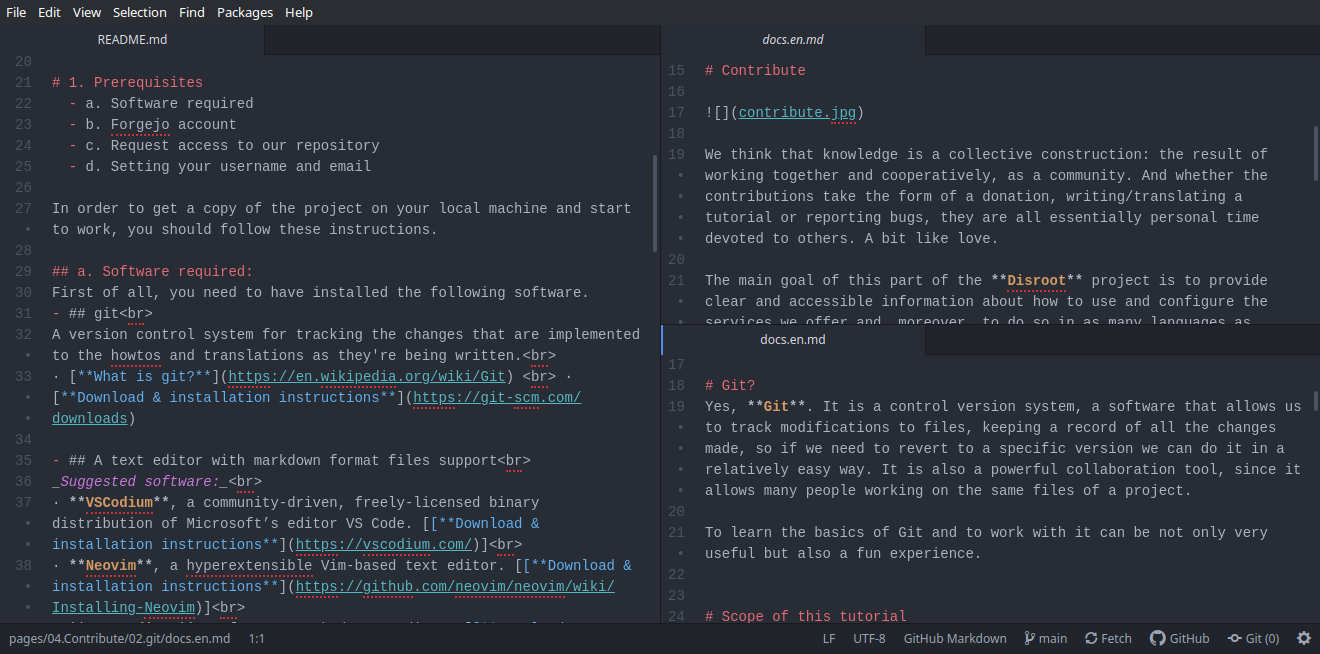 File Edit View Selection Find Packages Help
README.md
20
21 # 1. Prerequisites
22 - a. Software required
23 - b. Forgejo account
24 - c. Request access to our repository
25 - d. Setting your username and email
26
27 In order to get a copy of the project on your local machine and start
• to work, you should follow these instructions.
28
29 ## a. Software required:
30 First of all, you need to have installed the following software.
31 - ## git<br>
32 A version control system for tracking the changes that are implemented
• to the howtos and translations as they're being written.<br>
33 · [**What is git?**](https://en.wikipedia.org/wiki/Git) <br> ·
• [**Download & installation instructions**](https://git-scm.com/
• downloads)
34
35 - ## A text editor with markdown format files support<br>
36 _Suggested software:_<br>
37 · **VSCodium**, a community-driven, freely-licensed binary
• distribution of Microsoft’s editor VS Code. [[**Download &
• installation instructions**](https://vscodium.com/)]<br>
38 · **Neovim**, a hyperextensible Vim-based text editor. [[**Download &
• installation instructions**](https://github.com/neovim/neovim/wiki/
• Installing-Neovim)]<br>
docs.en.md
15 # Contribute
16
17 ![](contribute.jpg)
18
19 We think that knowledge is a collective construction: the result of
• working together and cooperatively, as a community. And whether the
• contributions take the form of a donation, writing/translating a
• tutorial or reporting bugs, they are all essentially personal time
• devoted to others. A bit like love.
20
21 The main goal of this part of the **Disroot** project is to provide
• clear and accessible information about how to use and configure the
• services we offer and, moreover, to do so in as many languages as
docs.en.md
17
18 # Git?
19 Yes, **Git**. It is a control version system, a software that allows us
• to track modifications to files, keeping a record of all the changes
• made, so if we need to revert to a specific version we can do it in a
• relatively easy way. It is also a powerful collaboration tool, since it
• allows many people working on the same files of a project.
20
21 To learn the basics of Git and to work with it can be not only very
• useful but also a fun experience.
22
23
24 # Scope of this tutorial
pages/04.Contribute/02.git/docs.en.md 1:1 LF UTF-8 GitHub Markdown main Fetch GitHub Git (0)